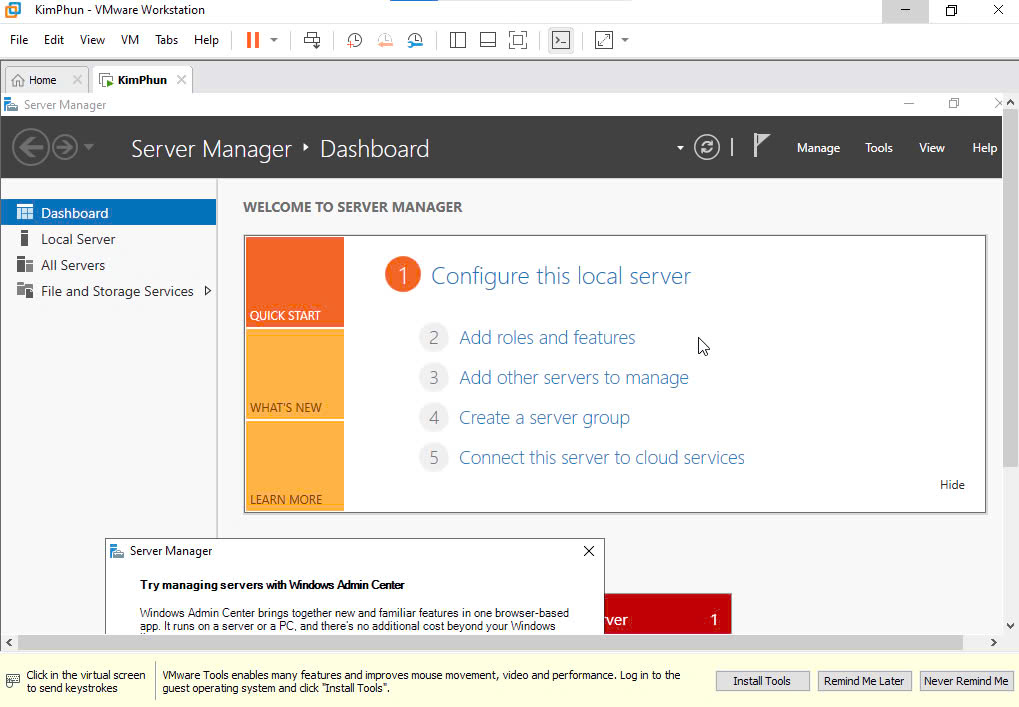 KimPhun - VMware Workstation
File Edit View VM Tabs Help
Home KimPhun
Server Manager
Server Manager Dashboard
Manage Tools View Help
Dashboard
Local Server
All Servers
File and Storage Services
WELCOME TO SERVER MANAGER
QUICK START
WHAT'S NEW
LEARN MORE
1 Configure this local server
2 Add roles and features
3 Add other servers to manage
4 Create a server group
5 Connect this server to cloud services
Hide
Server Manager
Try managing servers with Windows Admin Center
Windows Admin Center brings together new and familiar features in one browser-based
app. It runs on a server or a PC, and there's no additional cost beyond your Windows
ver 1
Click in the virtual screen
to send keystrokes
VMware Tools enables many features and improves mouse movement, video and performance. Log in to the
guest operating system and click "Install Tools".
Install Tools Remind Me Later Never Remind Me